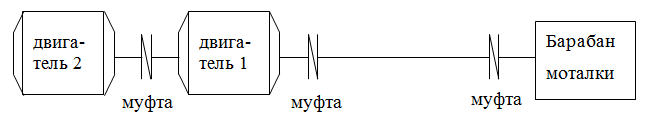 двига-
тель 2
двига-
тель 1
Барабан
моталки
муфта
муфта
муфта